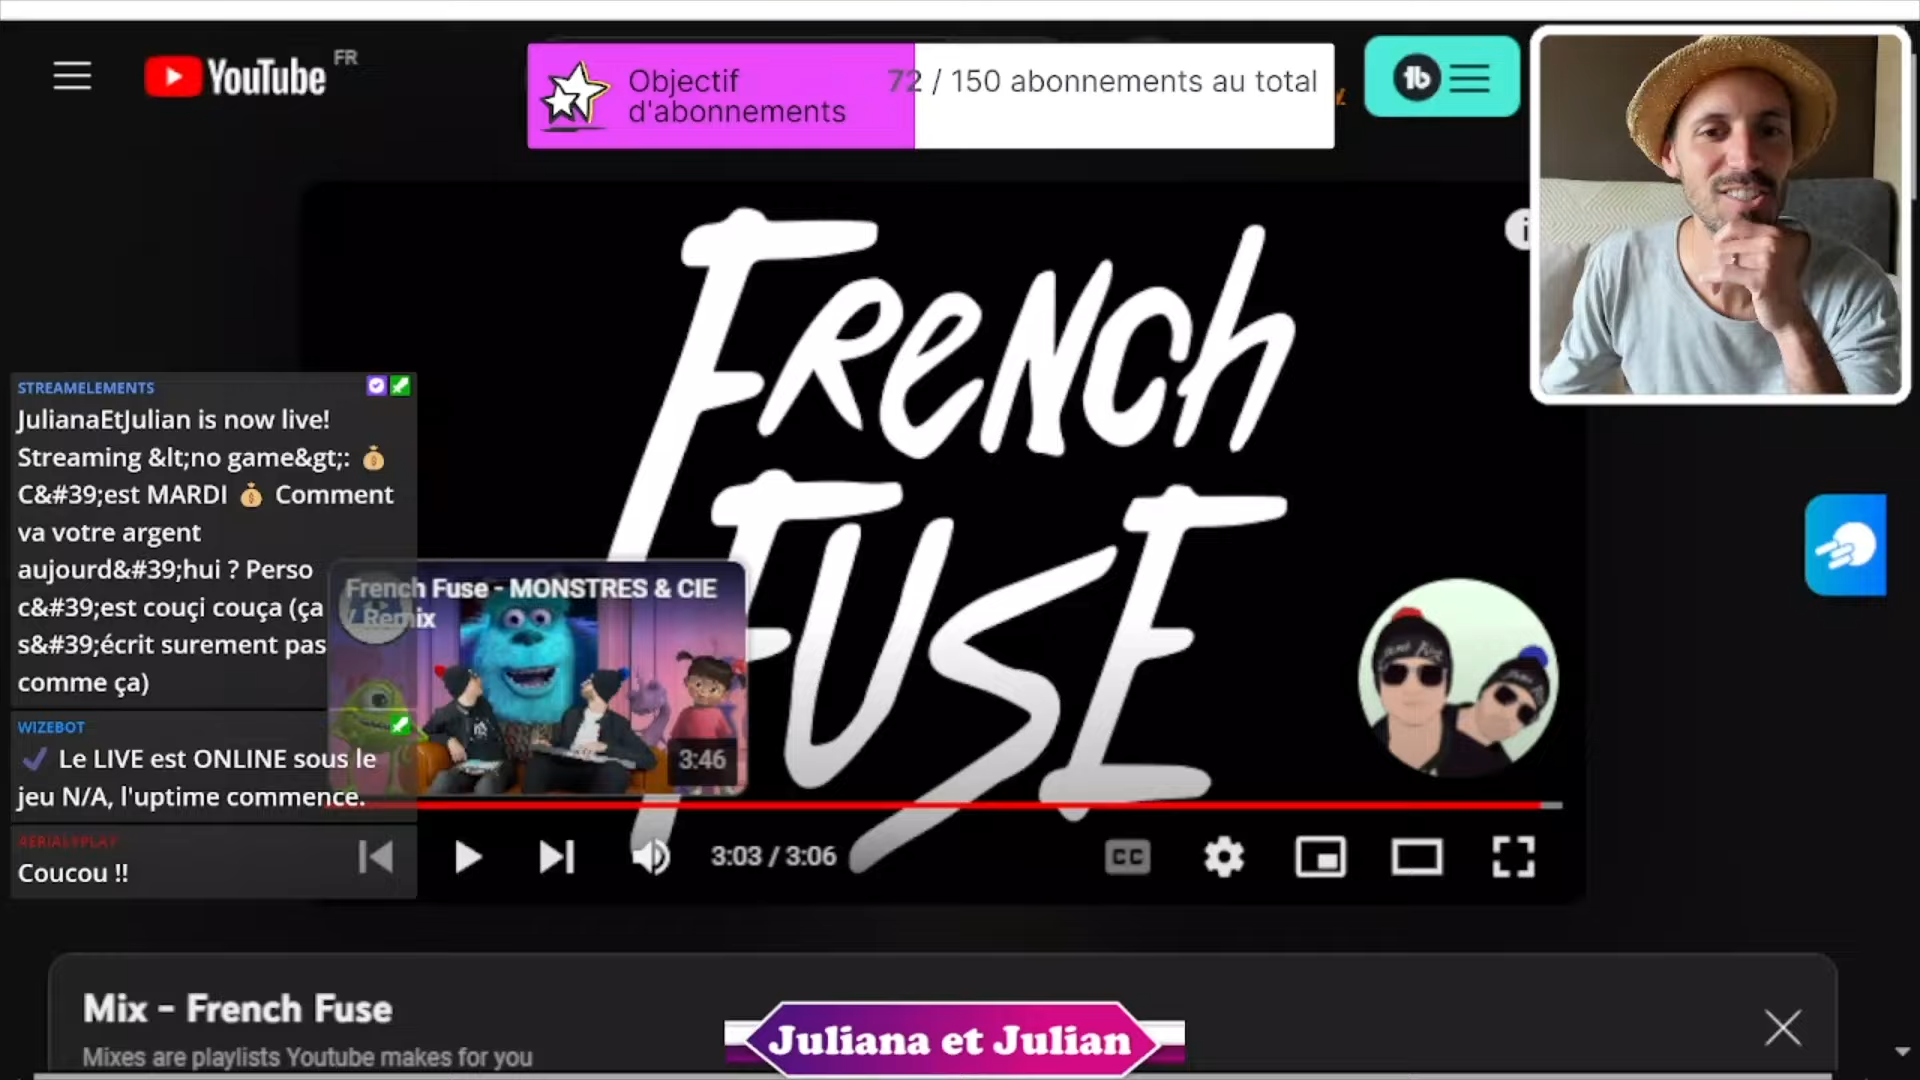 YouTube FR
Objectif
d'abonnements
72 / 150 abonnements au total
FRENCH
FUSE
STREAMELEMENTS
JulianaEtJulian is now live!
Streaming &lt;no game&gt;: 💰
C&#39;est MARDI 💰 Comment
va votre argent
aujourd&#39;hui ? Perso
c&#39;est couçi couça (ça
s&#39;écrit surement pas
comme ça)
French Fuse - MONSTRES & CIE
/ Remix
3:46
WIZEBOT
✔ Le LIVE est ONLINE sous le
jeu N/A, l'uptime commence.
AERIALYPLAY
Coucou !!
3:03 / 3:06
CC
Mix - French Fuse
Mixes are playlists Youtube makes for you
Juliana et Julian